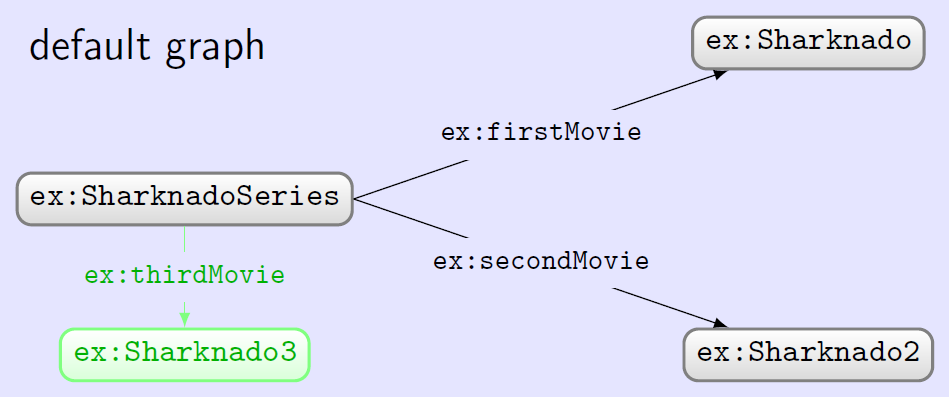 default graph
ex:Sharknado
ex:firstMovie
ex:SharknadoSeries
ex:secondMovie
ex:thirdMovie
ex:Sharknado3
ex:Sharknado2